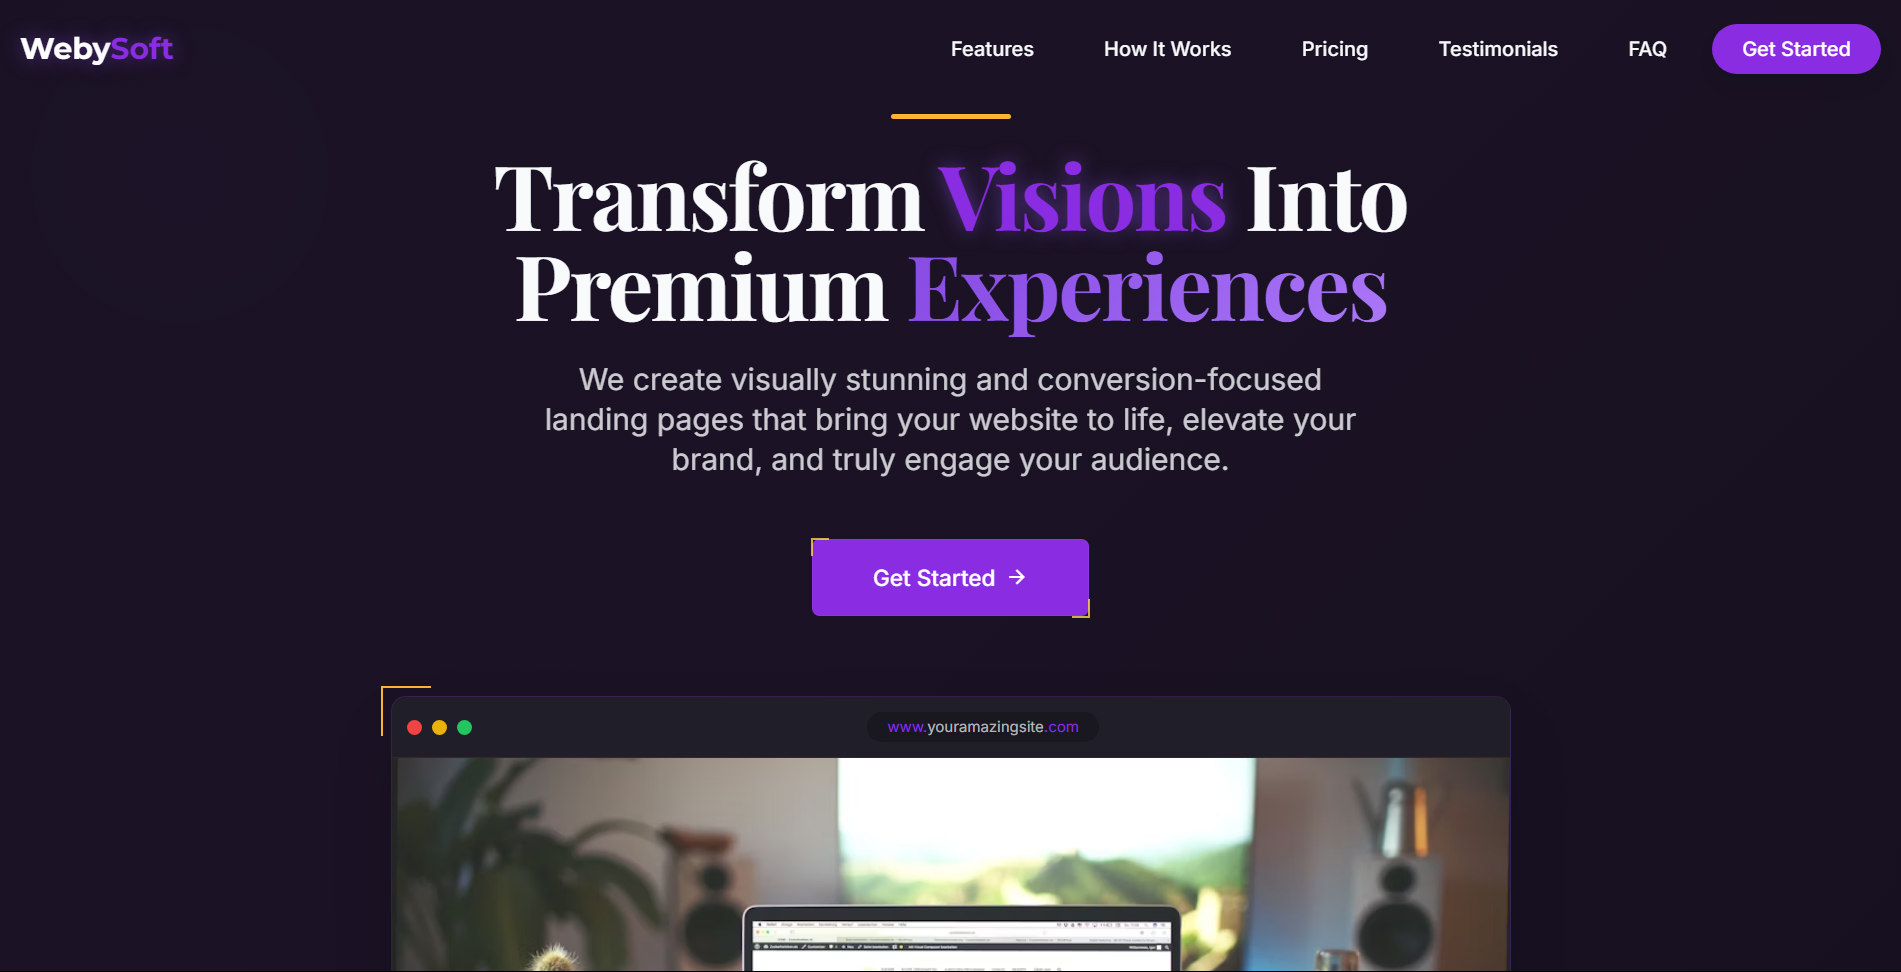 WebySoft
Features
How It Works
Pricing
Testimonials
FAQ
Get Started
Transform Visions Into
Premium Experiences
We create visually stunning and conversion-focused
landing pages that bring your website to life, elevate your
brand, and truly engage your audience.
Get Started →
www.youramazingsite.com